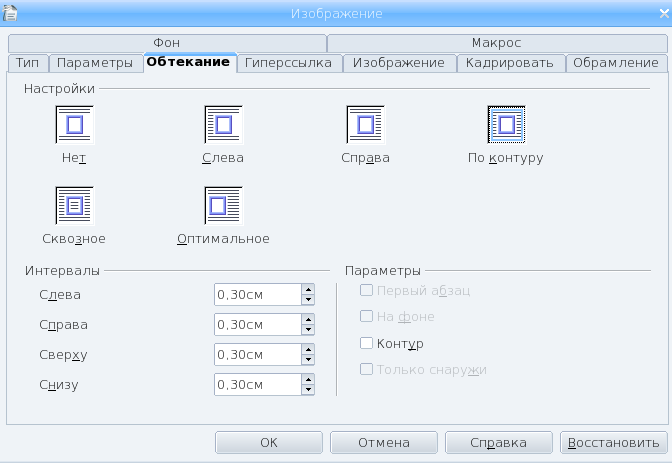 Изображение
Фон Макрос
Тип Параметры Обтекание Гиперссылка Изображение Кадрировать Обрамление
Настройки
Нет Слева Справа По контуру
Сквозное Оптимальное
Интервалы Параметры
Слева 0,30см Первый абзац
Справа 0,30см На фоне
Сверху 0,30см Контур
Снизу 0,30см Только снаружи
OK Отмена Справка Восстановить